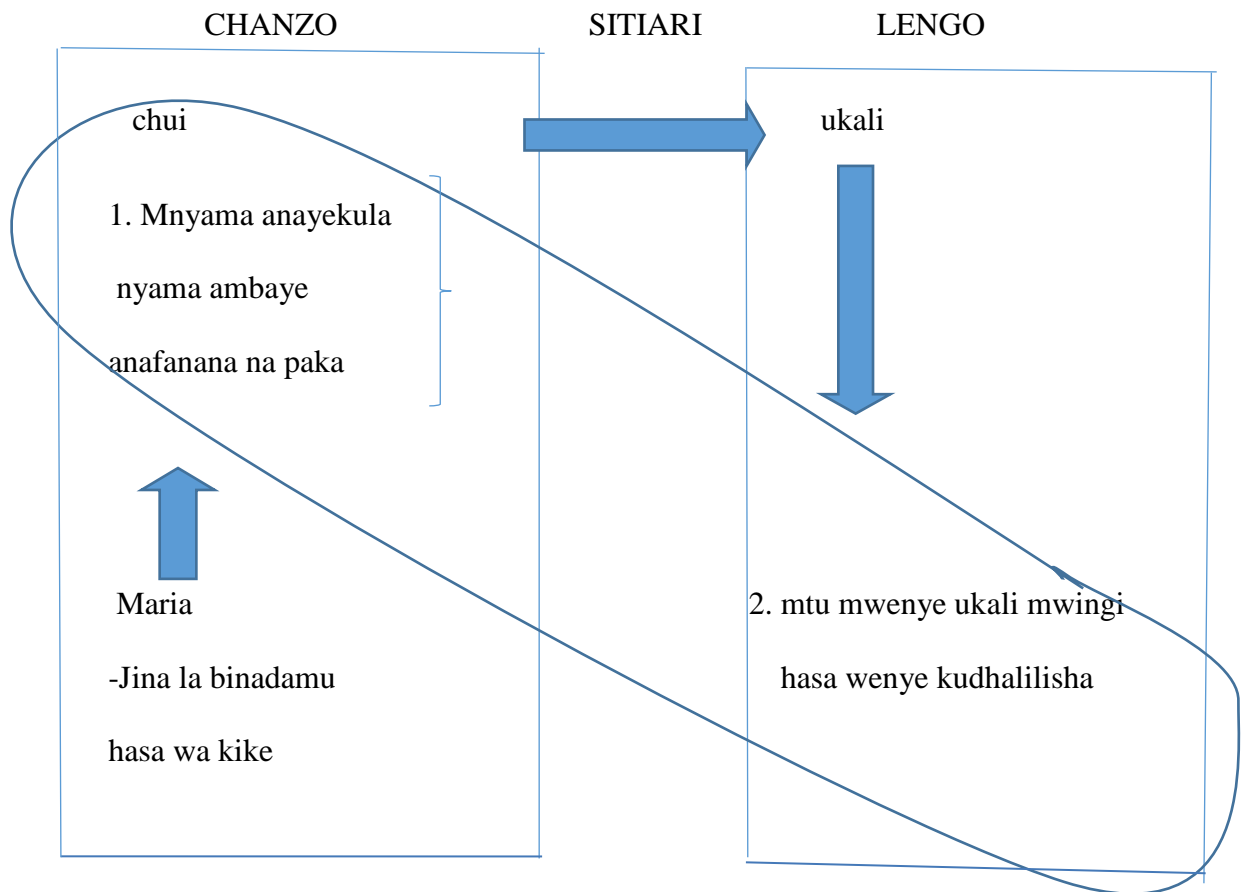 CHANZO SITIARI LENGO
chui
1. Mnyama anayekula
nyama ambaye
anafanana na paka
Maria
-Jina la binadamu
hasa wa kike
ukali
2. mtu mwenye ukali mwingi
hasa wenye kudhalilisha